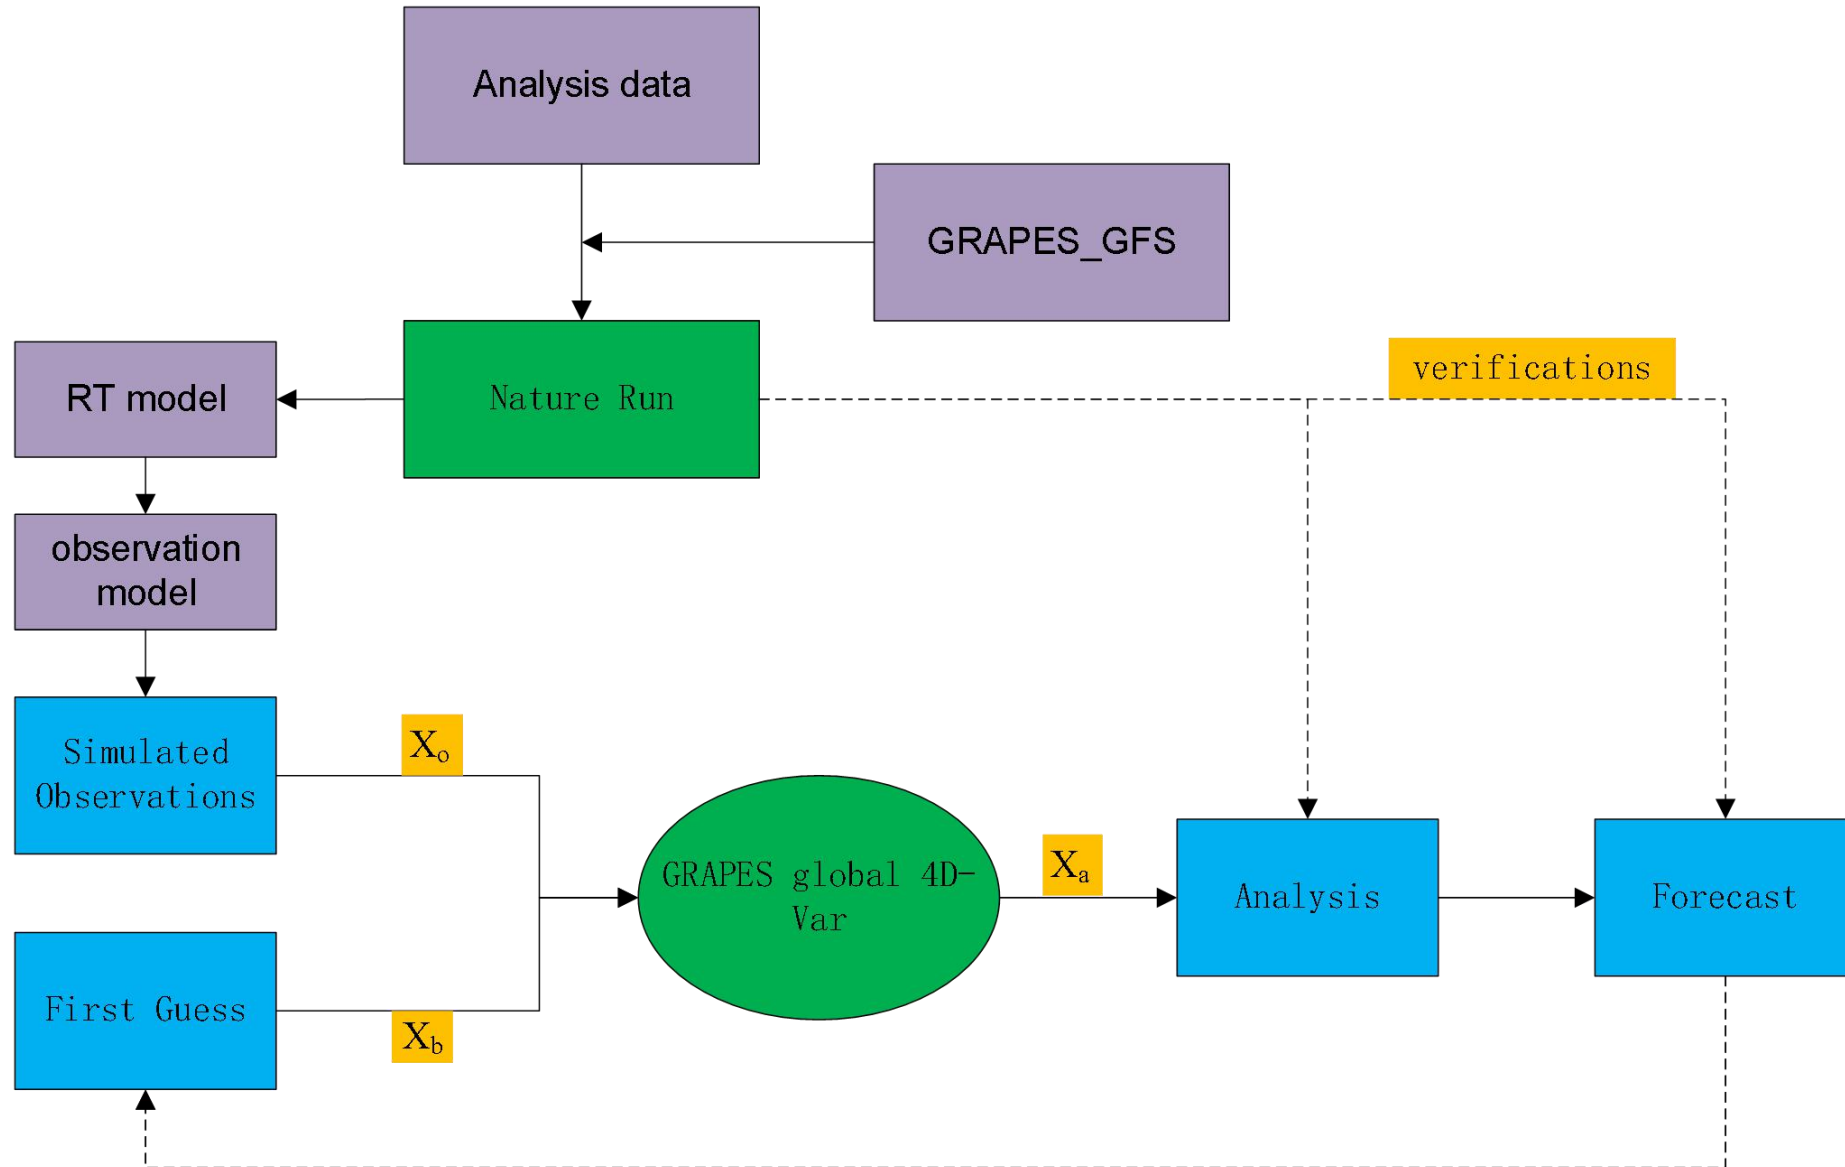 Analysis data
GRAPES_GFS
verifications
RT model
Nature Run
observation
model
Simulated
Observations
Xₒ
GRAPES global 4D-
Var
Xₐ
Analysis
Forecast
First Guess
X_b